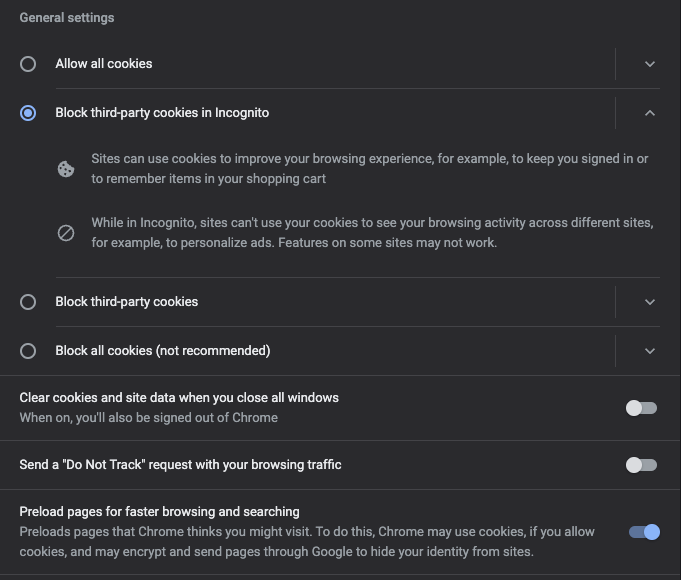 General settings
Allow all cookies
Block third-party cookies in Incognito
Sites can use cookies to improve your browsing experience, for example, to keep you signed in or
to remember items in your shopping cart
While in Incognito, sites can't use your cookies to see your browsing activity across different sites,
for example, to personalize ads. Features on some sites may not work.
Block third-party cookies
Block all cookies (not recommended)
Clear cookies and site data when you close all windows
When on, you'll also be signed out of Chrome
Send a "Do Not Track" request with your browsing traffic
Preload pages for faster browsing and searching
Preloads pages that Chrome thinks you might visit. To do this, Chrome may use cookies, if you allow
cookies, and may encrypt and send pages through Google to hide your identity from sites.